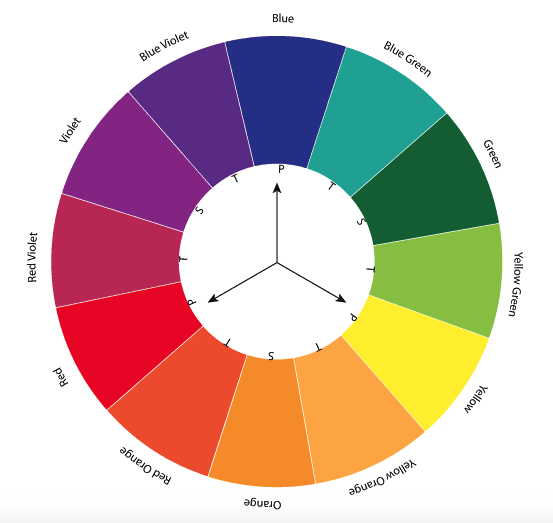 Blue
Blue Green
Green
Yellow Green
Yellow
Yellow Orange
Orange
Red Orange
Red
Red Violet
Violet
Blue Violet
P
T
S
T
P
T
S
T
P
T
S
T